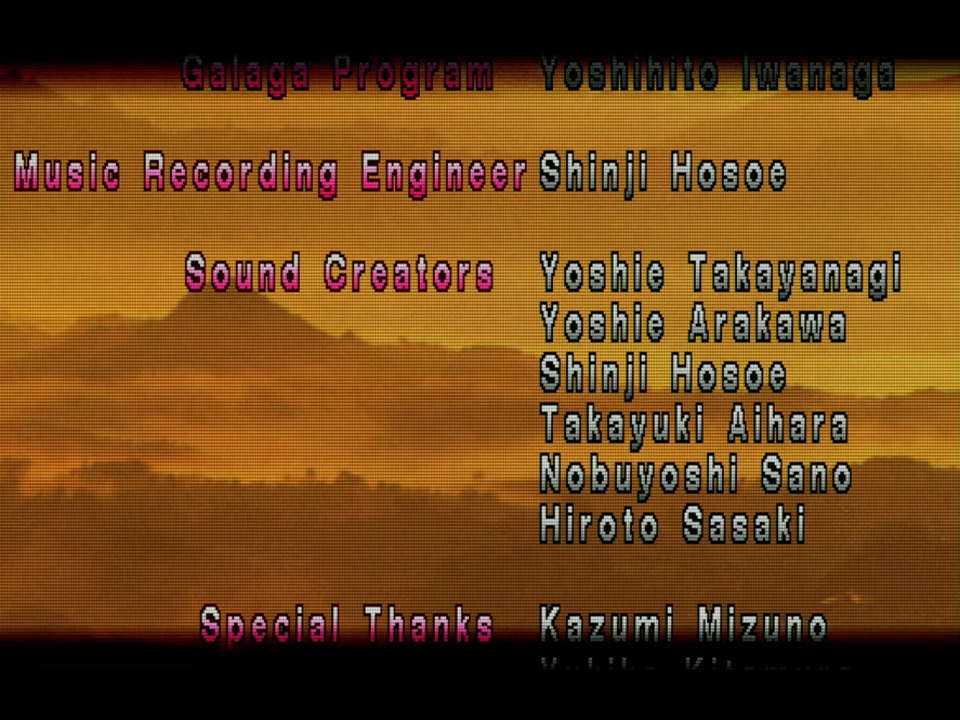 Galaga Program Yoshihito Iwanaga
Music Recording Engineer Shinji Hosoe
Sound Creators Yoshie Takayanagi
Yoshie Arakawa
Shinji Hosoe
Takayuki Aihara
Nobuyoshi Sano
Hiroto Sasaki
Special Thanks Kazumi Mizuno